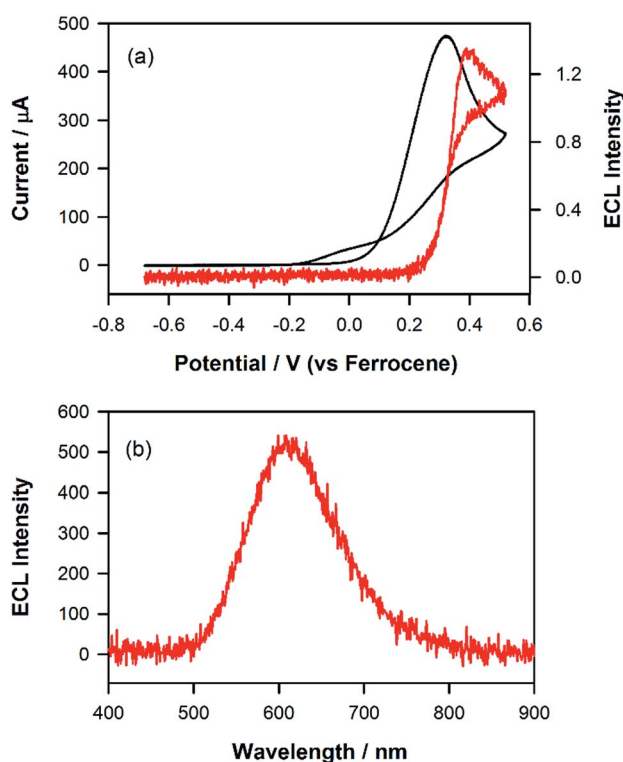 (a)
500
400
300
200
100
0
Current / μA
1.2
0.8
0.4
0.0
ECL Intensity
-0.8 -0.6 -0.4 -0.2 0.0 0.2 0.4 0.6
Potential / V (vs Ferrocene)
(b)
600
500
400
300
200
100
0
ECL Intensity
400 500 600 700 800 900
Wavelength / nm